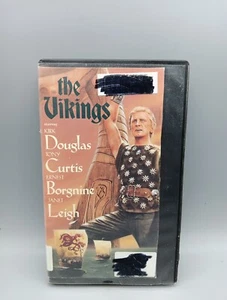 the
Vikings
KIRK
Douglas
TONY
Curtis
ERNEST
Borgnine
JANET
Leigh